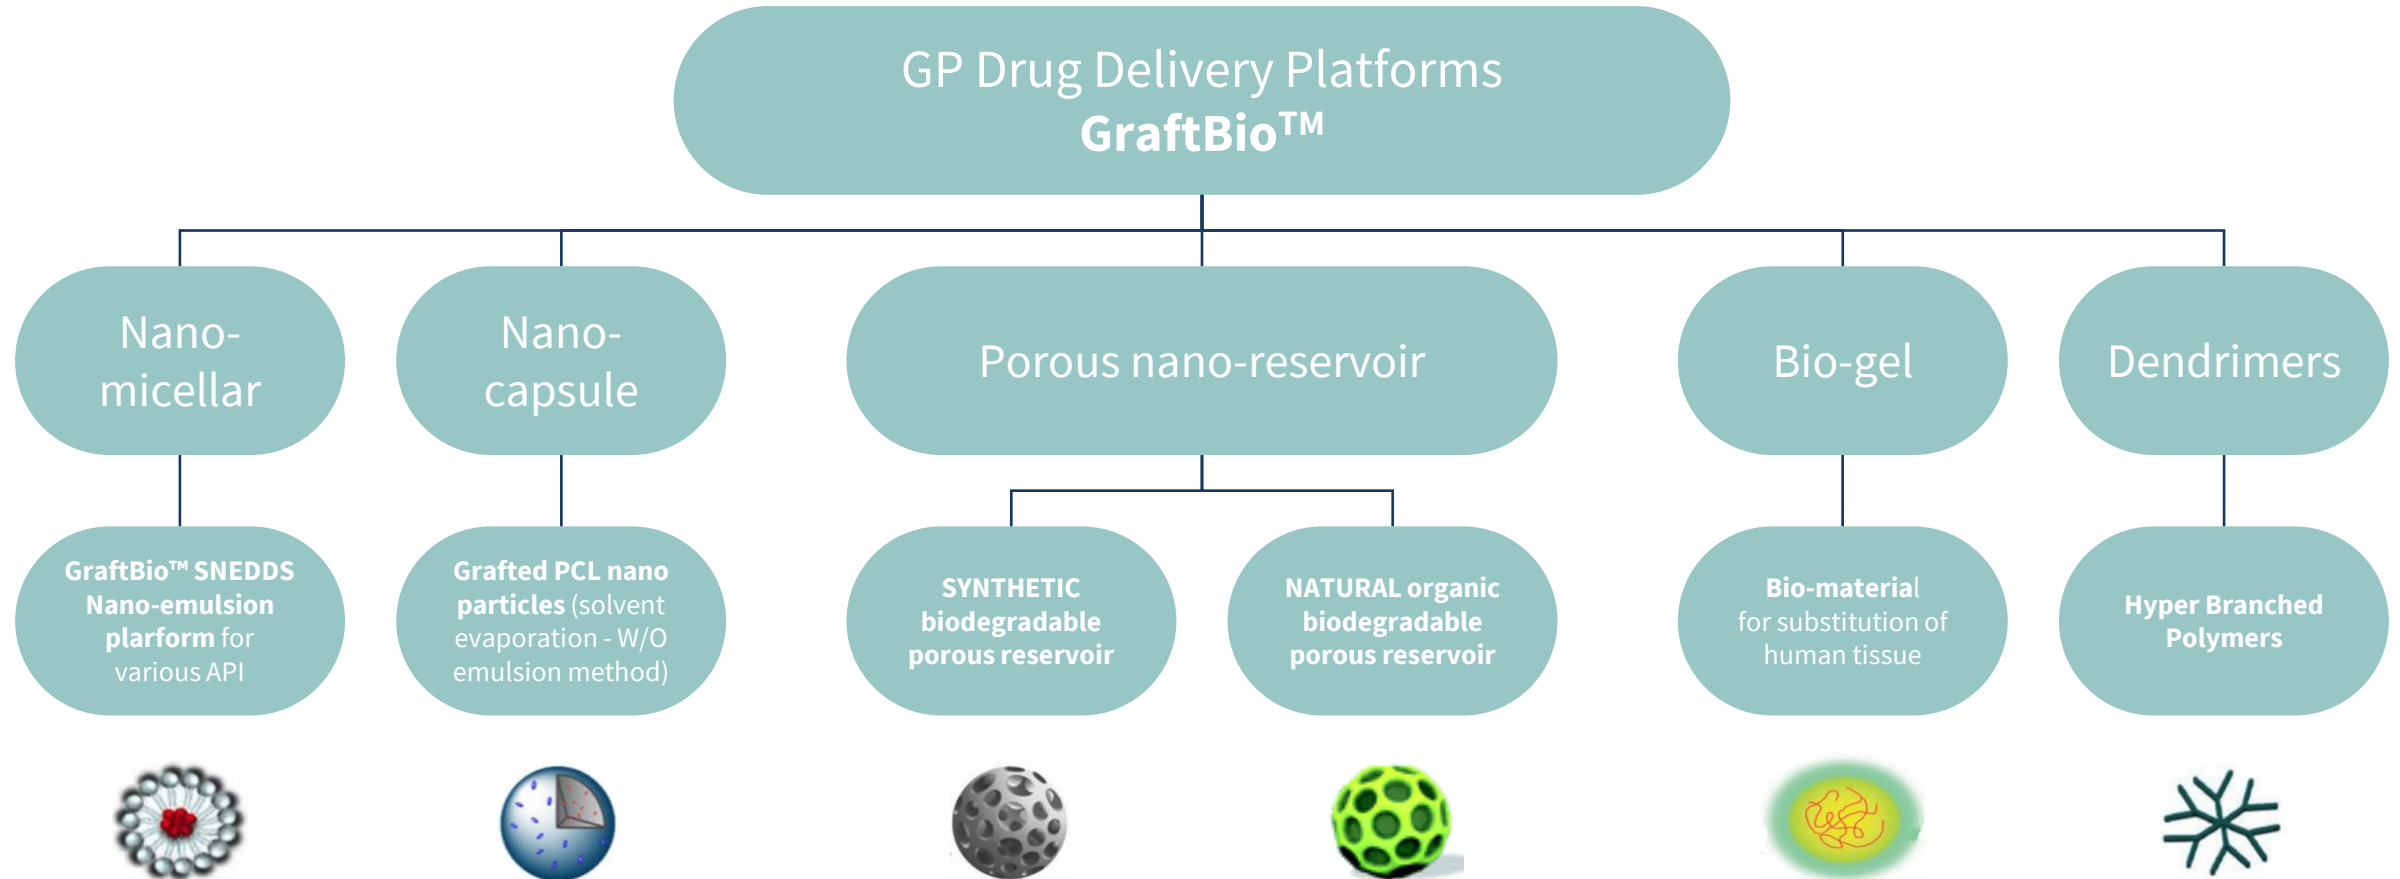 GP Drug Delivery Platforms
GraftBio™
Nano-
micellar
Nano-
capsule
Porous nano-reservoir
Bio-gel
Dendrimers
GraftBio™ SNEDDS
Nano-emulsion
plarform for
various API
Grafted PCL nano
particles (solvent
evaporation - W/O
emulsion method)
SYNTHETIC
biodegradable
porous reservoir
NATURAL organic
biodegradable
porous reservoir
Bio-material
for substitution of
human tissue
Hyper Branched
Polymers